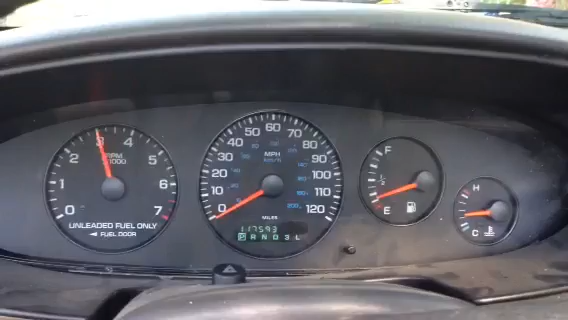 0 1 2 3 4 5 6 7
RPM
X1000
UNLEADED FUEL ONLY
FUEL DOOR
0 10 20 30 40 50 60 70 80 90 100 110 120
MPH
km/h
MILES
117593
P R N D 3 L
F
1/2
E
H
C